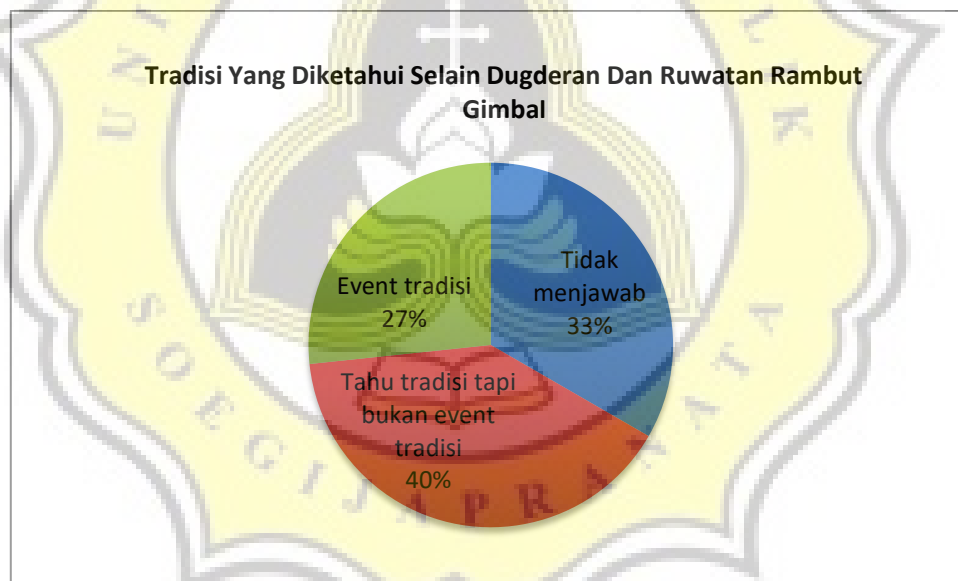 Tradisi Yang Diketahui Selain Dugderan Dan Ruwatan Rambut
Gimbal
Tidak
menjawab
33%
Event tradisi
27%
Tahu tradisi tapi
bukan event
tradisi
40%
U N I
L K
S O E G I J A P R A N A T A